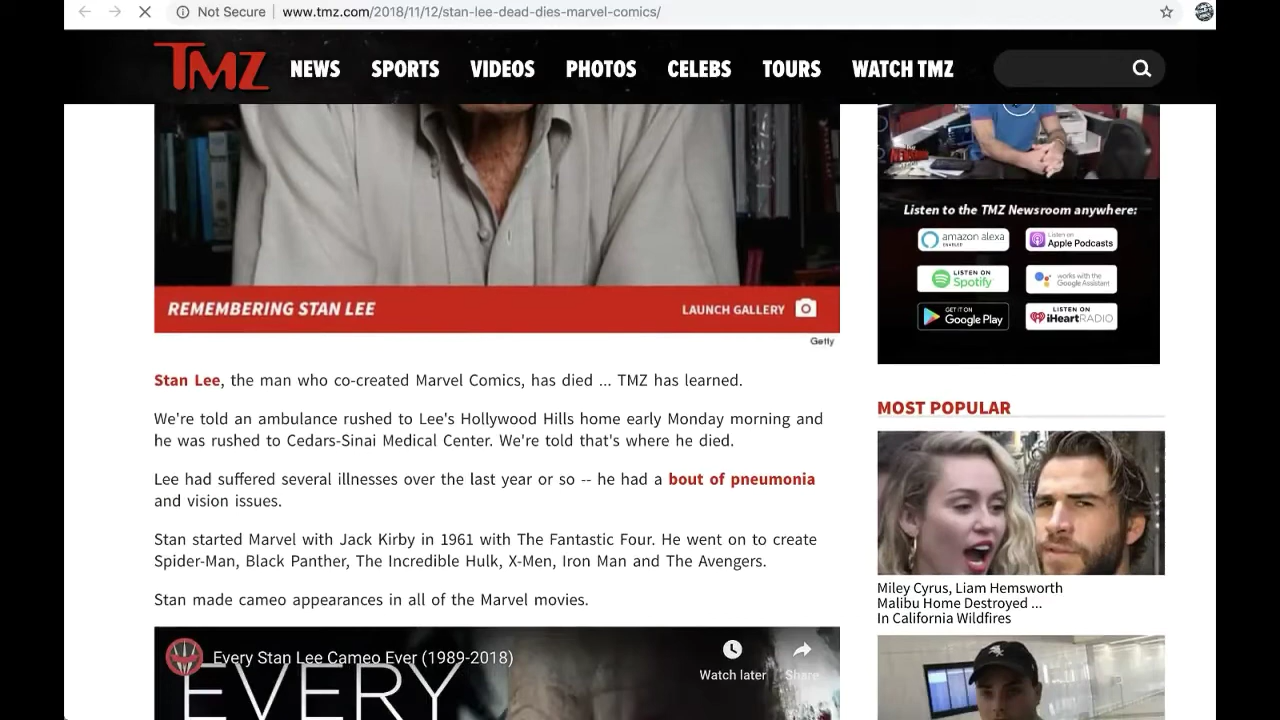 Not Secure | www.tmz.com/2018/11/12/stan-lee-dead-dies-marvel-comics/
TMZ NEWS SPORTS VIDEOS PHOTOS CELEBS TOURS WATCH TMZ
REMEMBERING STAN LEE
LAUNCH GALLERY
Getty
Stan Lee, the man who co-created Marvel Comics, has died ... TMZ has learned.
We're told an ambulance rushed to Lee's Hollywood Hills home early Monday morning and
he was rushed to Cedars-Sinai Medical Center. We're told that's where he died.
Lee had suffered several illnesses over the last year or so -- he had a bout of pneumonia
and vision issues.
Stan started Marvel with Jack Kirby in 1961 with The Fantastic Four. He went on to create
Spider-Man, Black Panther, The Incredible Hulk, X-Men, Iron Man and The Avengers.
Stan made cameo appearances in all of the Marvel movies.
Every Stan Lee Cameo Ever (1989-2018)
Watch later
Share
EVERY
Listen to the TMZ Newsroom anywhere:
amazon alexa
ENABLED
Listen on
Apple Podcasts
LISTEN ON
Spotify
works with the
Google Assistant
GET IT ON
Google Play
LISTEN ON
iHeartRADIO
MOST POPULAR
Miley Cyrus, Liam Hemsworth
Malibu Home Destroyed ...
In California Wildfires